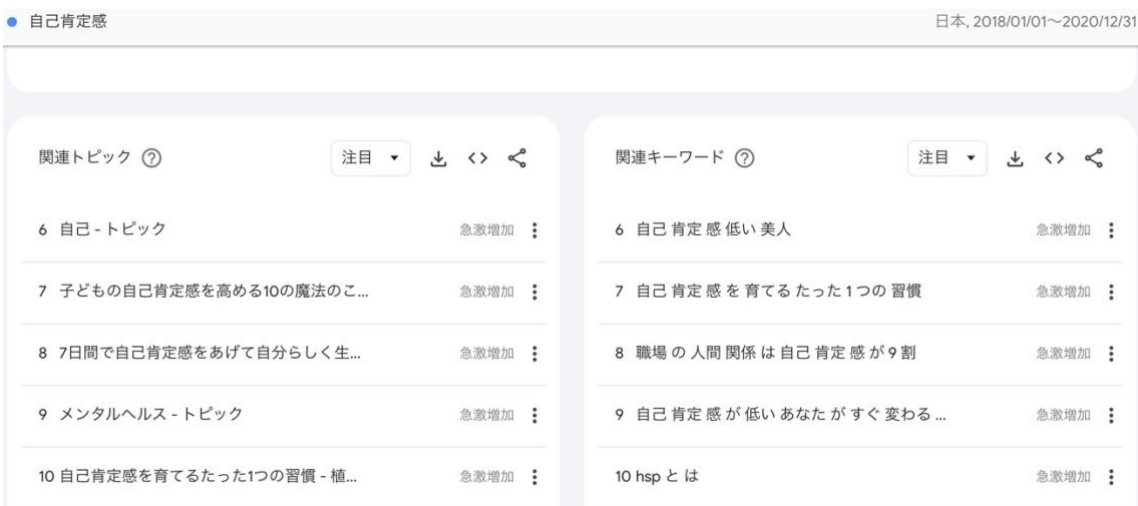 自己肯定感 日本, 2018/01/01～2020/12/31
関連トピック 注目
6 自己 - トピック 急激増加
7 子どもの自己肯定感を高める10の魔法のこ... 急激増加
8 7日間で自己肯定感をあげて自分らしく生... 急激増加
9 メンタルヘルス - トピック 急激増加
10 自己肯定感を育てるたった1つの習慣 - 植... 急激増加
関連キーワード 注目
6 自己 肯定 感 低い 美人 急激増加
7 自己 肯定 感 を 育てる たった 1 つの 習慣 急激増加
8 職場 の 人間 関係 は 自己 肯定 感 が 9 割 急激増加
9 自己 肯定 感 が 低い あなた が すぐ 変わる ... 急激増加
10 hsp と は 急激増加